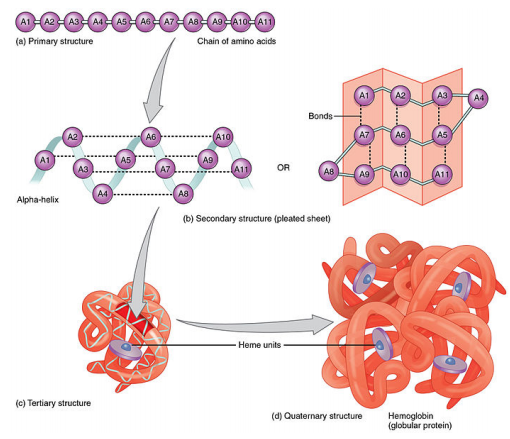 A1 A2 A3 A4 A5 A6 A7 A8 A9 A10 A11
(a) Primary structure Chain of amino acids
A2 A6 A10
A1 A5 A9
A3 A7 A11
A4 A8
Alpha-helix
OR
A1 A2 A3 A4
Bonds
A7 A6 A5
A8 A9 A10 A11
(b) Secondary structure (pleated sheet)
Heme units
(c) Tertiary structure
(d) Quaternary structure Hemoglobin
(globular protein)